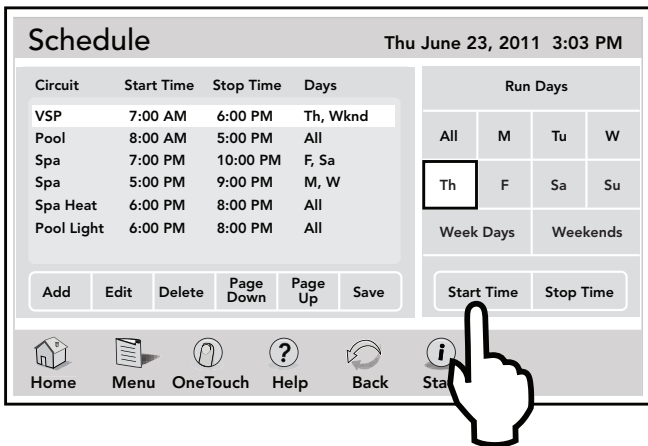 Schedule Thu June 23, 2011 3:03 PM
Circuit Start Time Stop Time Days
VSP 7:00 AM 6:00 PM Th, Wknd
Pool 8:00 AM 5:00 PM All
Spa 7:00 PM 10:00 PM F, Sa
Spa 5:00 PM 9:00 PM M, W
Spa Heat 6:00 PM 8:00 PM All
Pool Light 6:00 PM 8:00 PM All
Add Edit Delete Page Down Page Up Save
Run Days
All M Tu W
Th F Sa Su
Week Days Weekends
Start Time Stop Time
Home Menu OneTouch Help Back